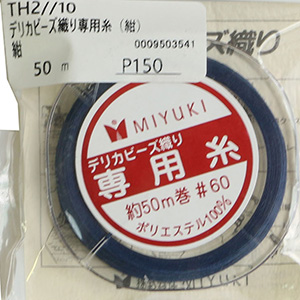 TH2//10
デリカビーズ織り専用糸（紺）
0009503541
紺
50 m
P150
ーズ織り
MIYUKI
デリカビーズ織り
専用糸
約50m巻 #60
ポリエステル100%